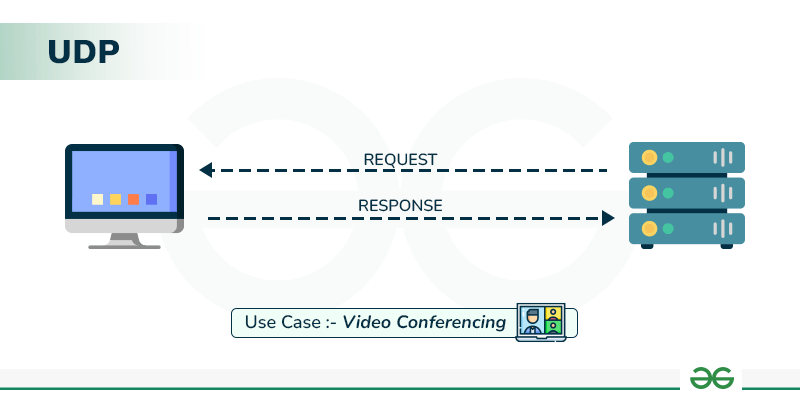 UDP
REQUEST
RESPONSE
Use Case :- Video Conferencing